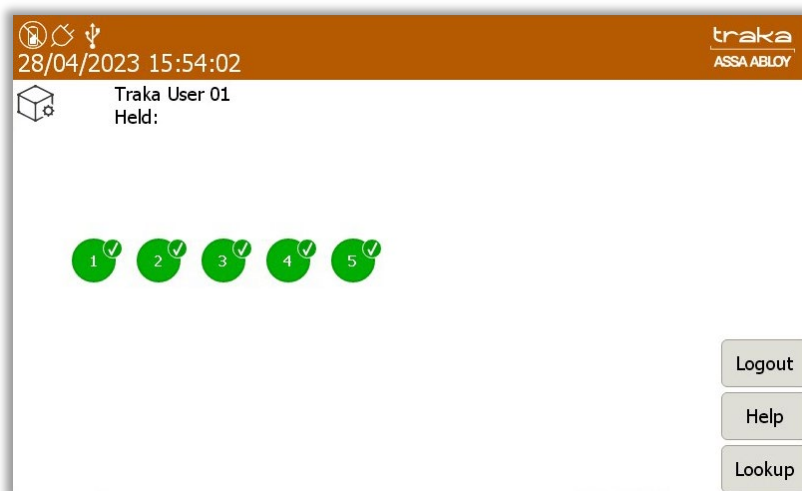 28/04/2023 15:54:02
traka
ASSA ABLOY
Traka User 01
Held:
1 2 3 4 5
Logout
Help
Lookup